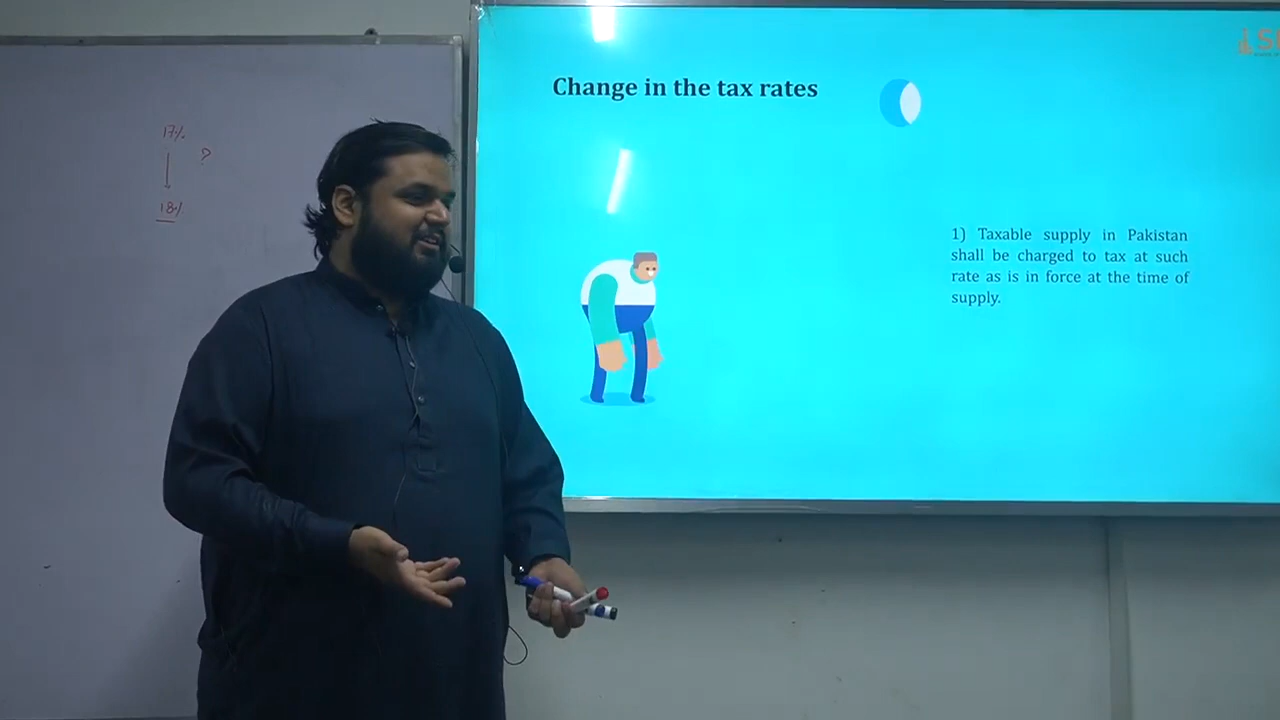 17%
?
18%
Change in the tax rates
1) Taxable supply in Pakistan
shall be charged to tax at such
rate as is in force at the time of
supply.